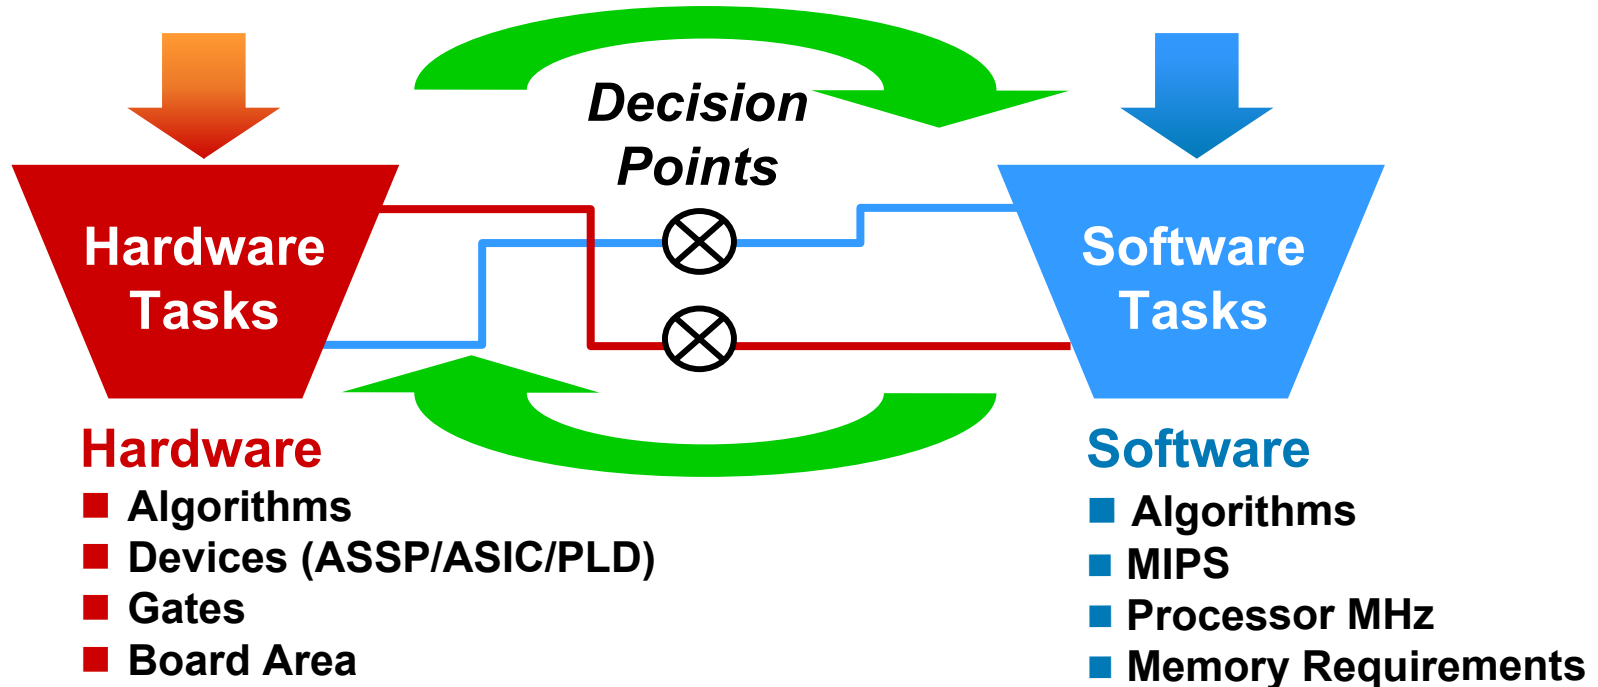 Decision
Points
Hardware
Tasks
Software
Tasks
Hardware
Algorithms
Devices (ASSP/ASIC/PLD)
Gates
Board Area
Software
Algorithms
MIPS
Processor MHz
Memory Requirements